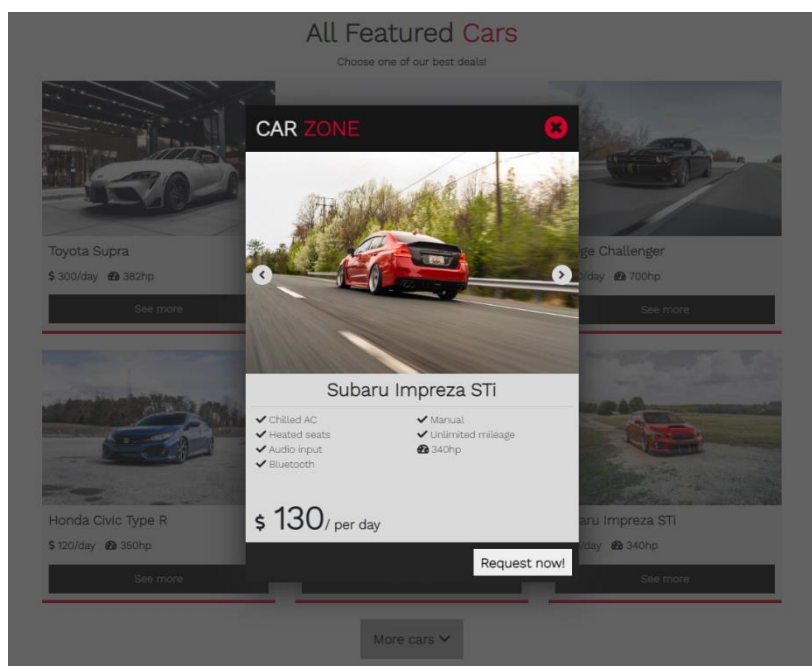 All Featured Cars
Choose one of our best deals!
CAR ZONE
Toyota Supra
$ 300/day 382hp
See more
ge Challenger
/day 700hp
See more
Subaru Impreza STi
Chilled AC
Heated seats
Audio input
Bluetooth
Manual
Unlimited mileage
340hp
$ 130/ per day
Request now!
Honda Civic Type R
$ 120/day 350hp
See more
aru Impreza STi
/day 340hp
See more
More cars